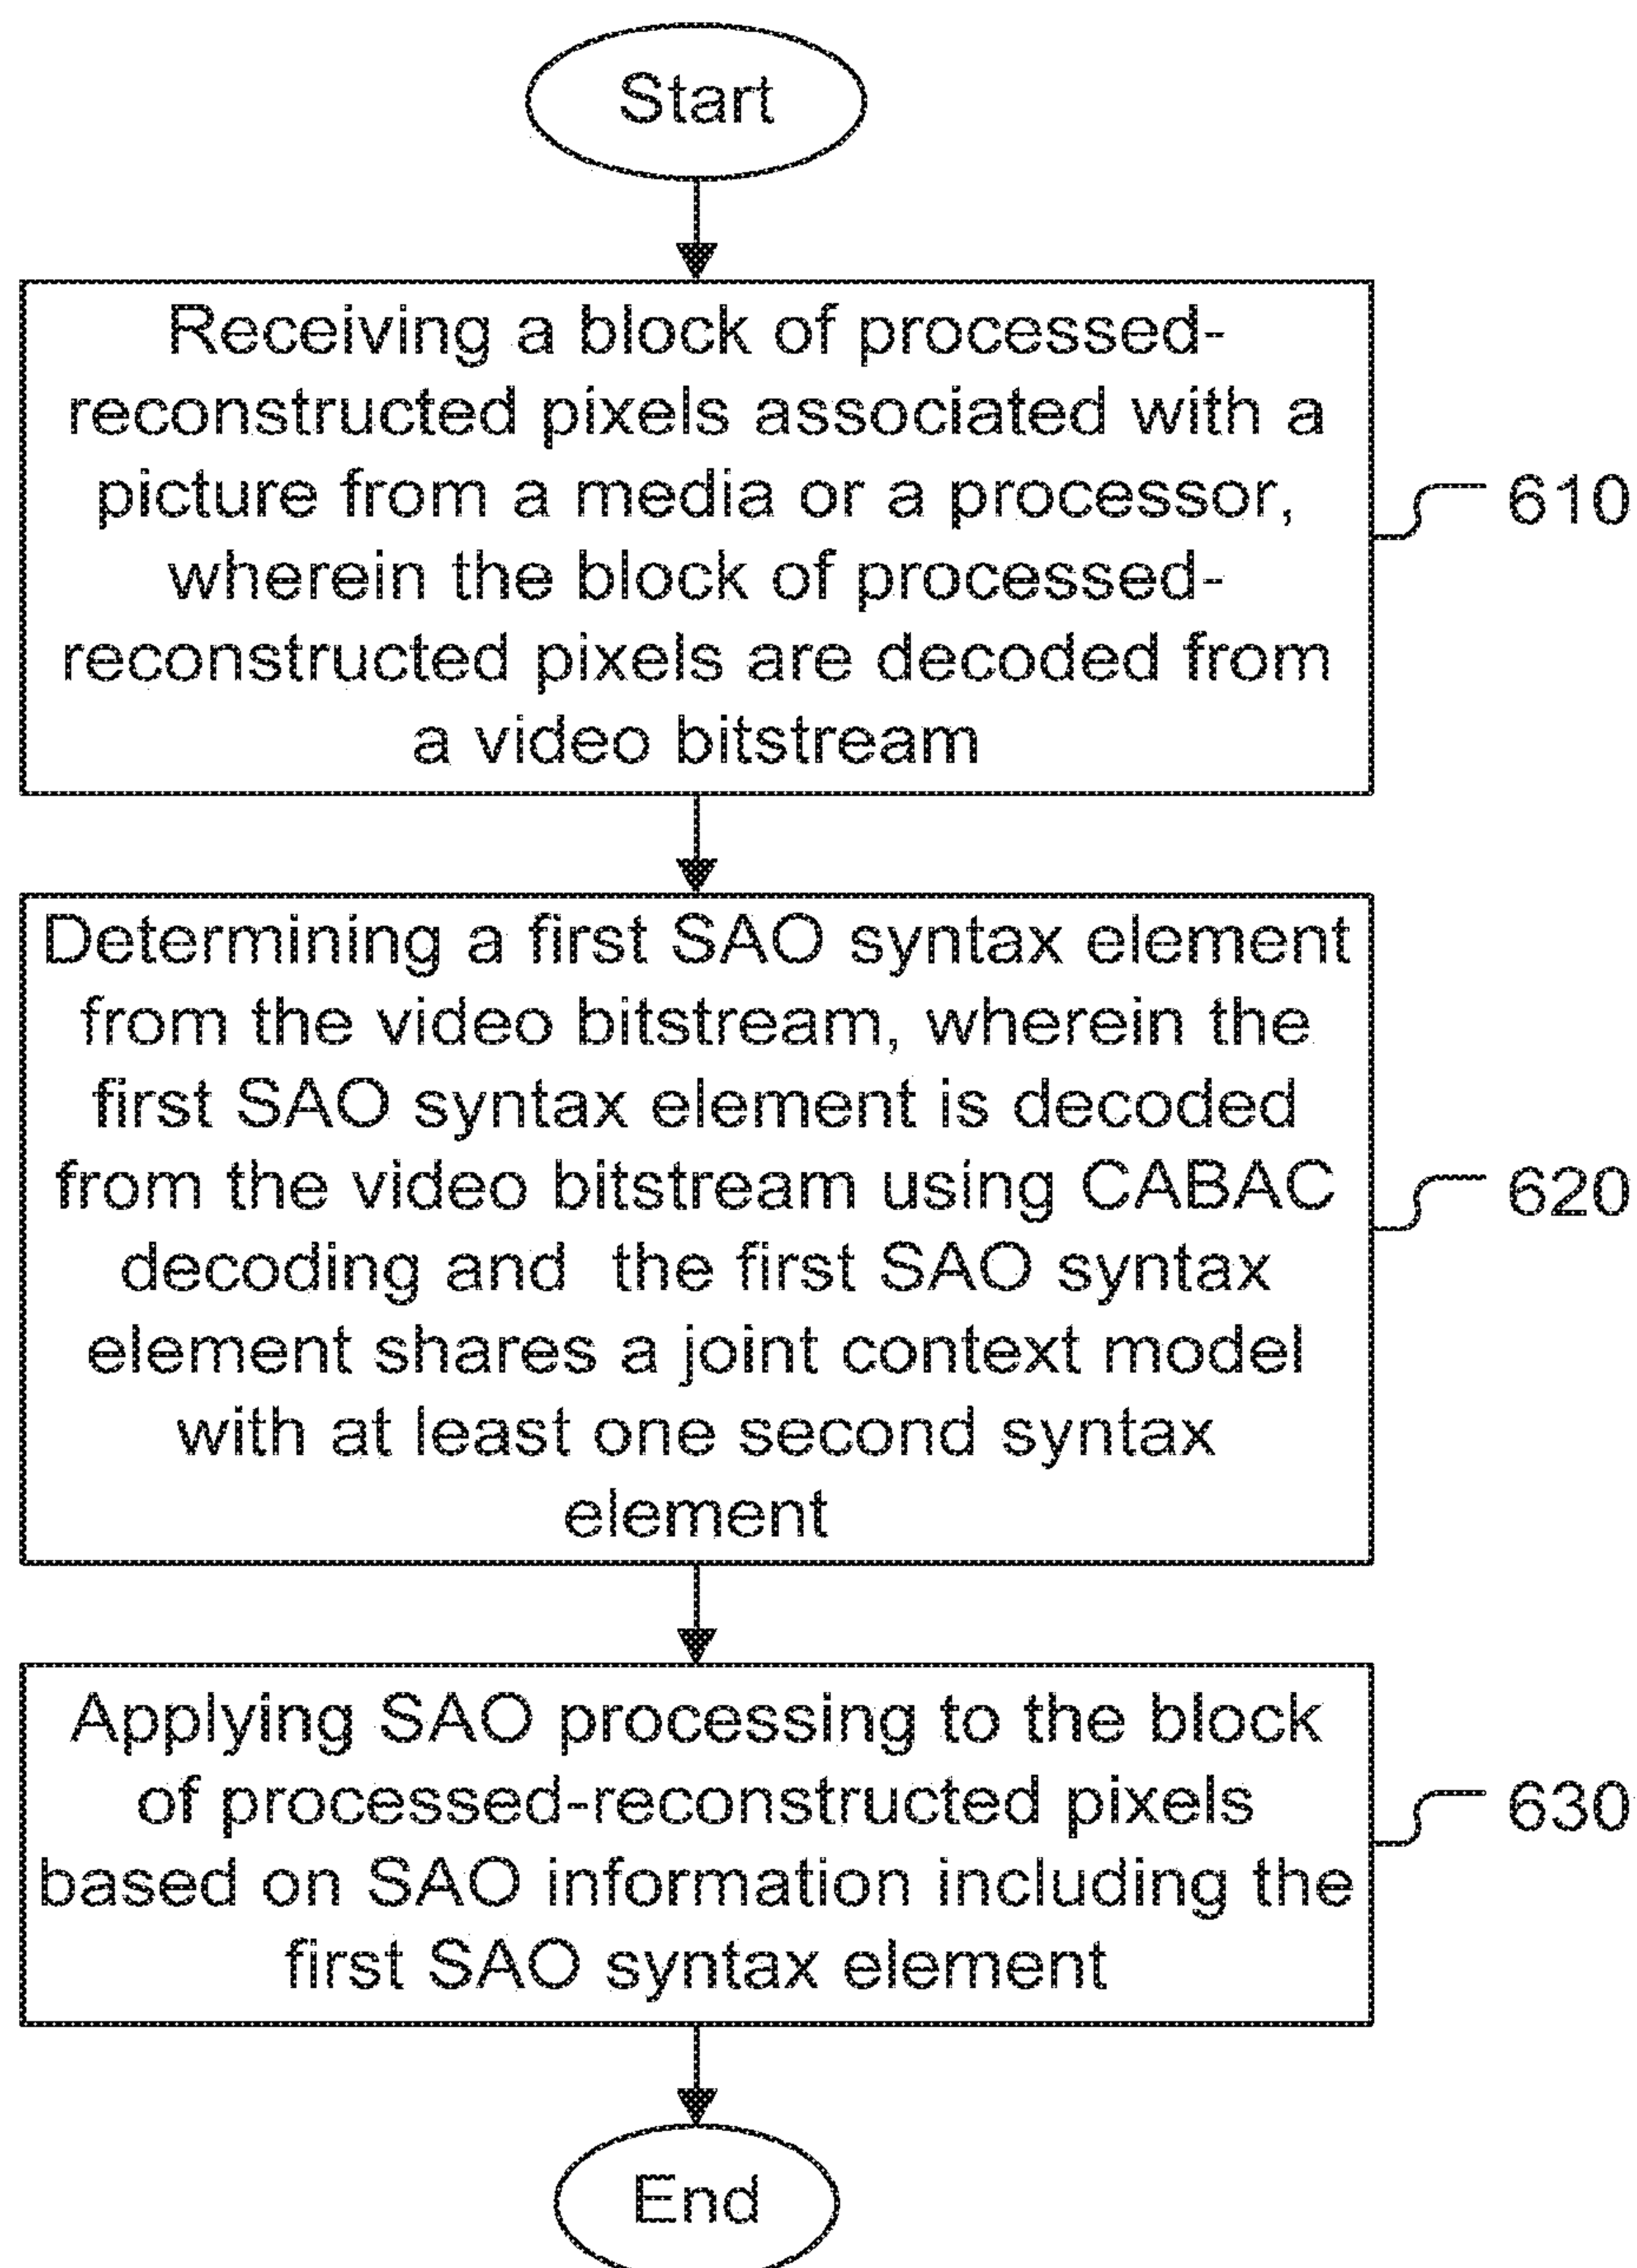 Start
Receiving a block of processed-
reconstructed pixels associated with a
picture from a media or a processor,
wherein the block of processed-
reconstructed pixels are decoded from
a video bitstream
610
Determining a first SAO syntax element
from the video bitstream, wherein the
first SAO syntax element is decoded
from the video bitstream using CABAC
decoding and the first SAO syntax
element shares a joint context model
with at least one second syntax
element
620
Applying SAO processing to the block
of processed-reconstructed pixels
based on SAO information including the
first SAO syntax element
630
End